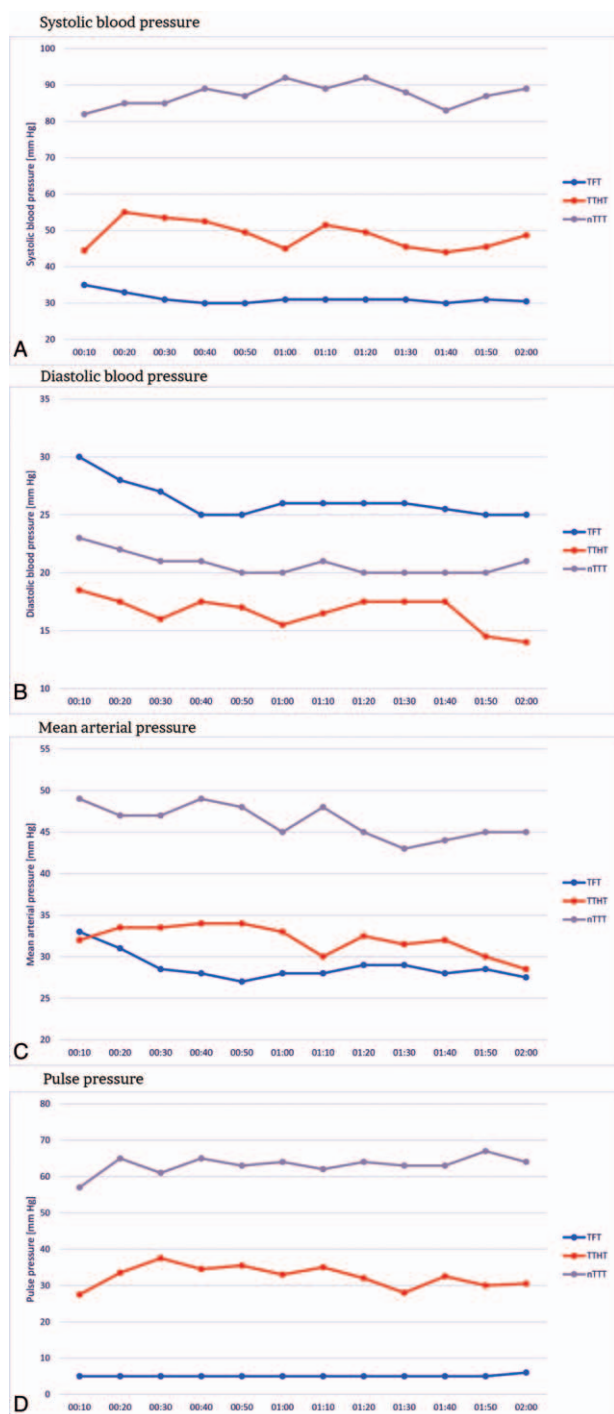 Systolic blood pressure
Systolic blood pressure [mm Hg]
100
90
80
70
60
50
40
30
20
TFT
TTHT
nTTT
A
00:10 00:20 00:30 00:40 00:50 01:00 01:10 01:20 01:30 01:40 01:50 02:00
Diastolic blood pressure
Diastolic blood pressure [mm Hg]
35
30
25
20
15
10
TFT
TTHT
nTTT
B
00:10 00:20 00:30 00:40 00:50 01:00 01:10 01:20 01:30 01:40 01:50 02:00
Mean arterial pressure
Mean arterial pressure [mm Hg]
55
50
45
40
35
30
25
20
TFT
TTHT
nTTT
C
00:10 00:20 00:30 00:40 00:50 01:00 01:10 01:20 01:30 01:40 01:50 02:00
Pulse pressure
Pulse pressure [mm Hg]
80
70
60
50
40
30
20
10
0
TFT
TTHT
nTTT
D
00:10 00:20 00:30 00:40 00:50 01:00 01:10 01:20 01:30 01:40 01:50 02:00